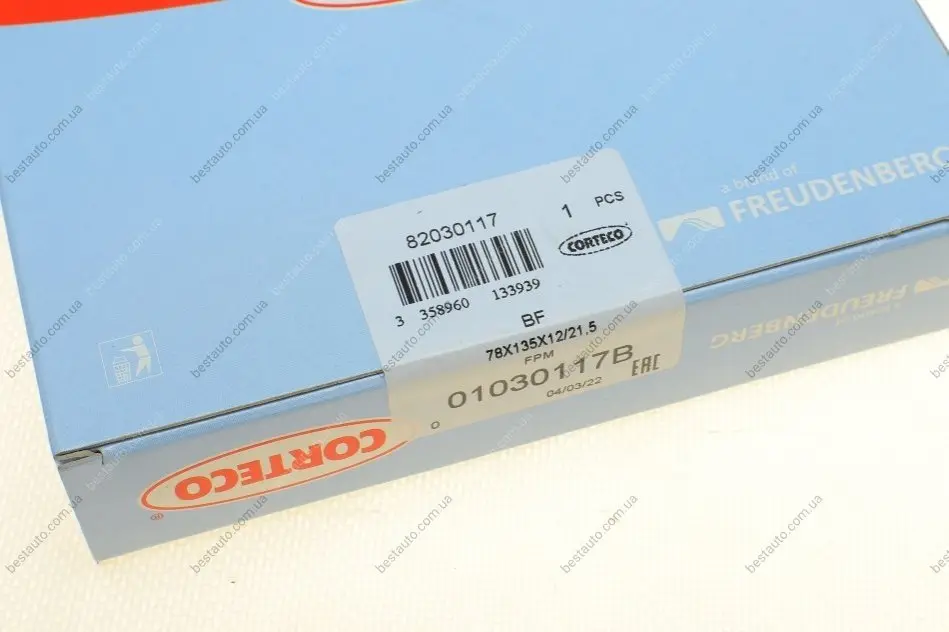 a brand of
FREUDENBERG
82030117
1 PCS
CORTECO
3 358960 133939
BF
78X135X12/21,5
FPM
01030117B
EAC
04/03/22
0
CORTECO
®
FREUDENBERG
bestauto.com.ua